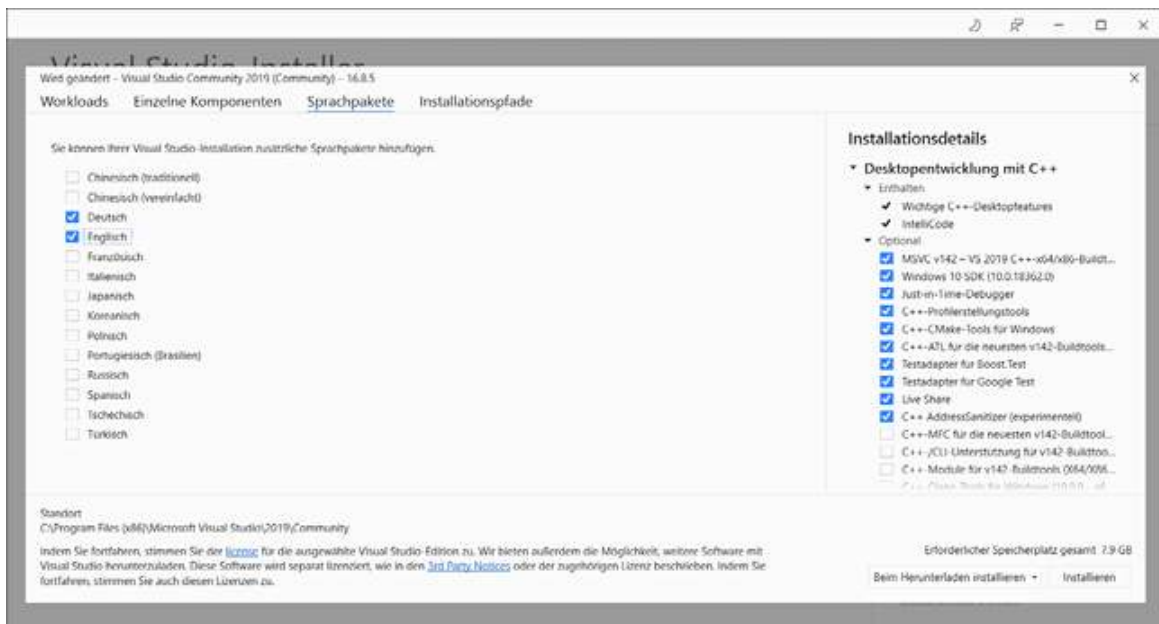 Visual Studio Installer
Wird geändert – Visual Studio Community 2019 (Community) – 16.8.5
Workloads Einzelne Komponenten Sprachpakete Installationspfade
Sie können Ihrer Visual Studio-Installation zusätzliche Sprachpakete hinzufügen.
Chinesisch (traditionell)
Chinesisch (vereinfacht)
Deutsch
Englisch
Französisch
Italienisch
Japanisch
Koreanisch
Polnisch
Portugiesisch (Brasilien)
Russisch
Spanisch
Tschechisch
Türkisch
Installationsdetails
Desktopentwicklung mit C++
Enthalten
Wichtige C++-Desktopfeatures
IntelliCode
Optional
MSVC v142 – VS 2019 C++-x64/x86-Buildt...
Windows 10 SDK (10.0.18362.0)
Just-in-Time-Debugger
C++-Profilerstellungstools
C++-CMake-Tools für Windows
C++-ATL für die neuesten v142-Buildtools...
Testadapter für Boost.Test
Testadapter für Google Test
Live Share
C++ AddressSanitizer (experimentell)
C++-MFC für die neuesten v142-Buildtool...
C++-/CLI-Unterstützung für v142-Buildtoo...
C++-Module für v142-Buildtools (x64/x86...
Standort
C:\Program Files (x86)\Microsoft Visual Studio\2019\Community
Indem Sie fortfahren, stimmen Sie der license für die ausgewählte Visual Studio-Edition zu. Wir bieten außerdem die Möglichkeit, weitere Software mit
Visual Studio herunterzuladen. Diese Software wird separat lizenziert, wie in den 3rd Party Notices oder der zugehörigen Lizenz beschrieben. Indem Sie
fortfahren, stimmen Sie auch diesen Lizenzen zu.
Erforderlicher Speicherplatz gesamt 7.9 GB
Beim Herunterladen installieren Installieren